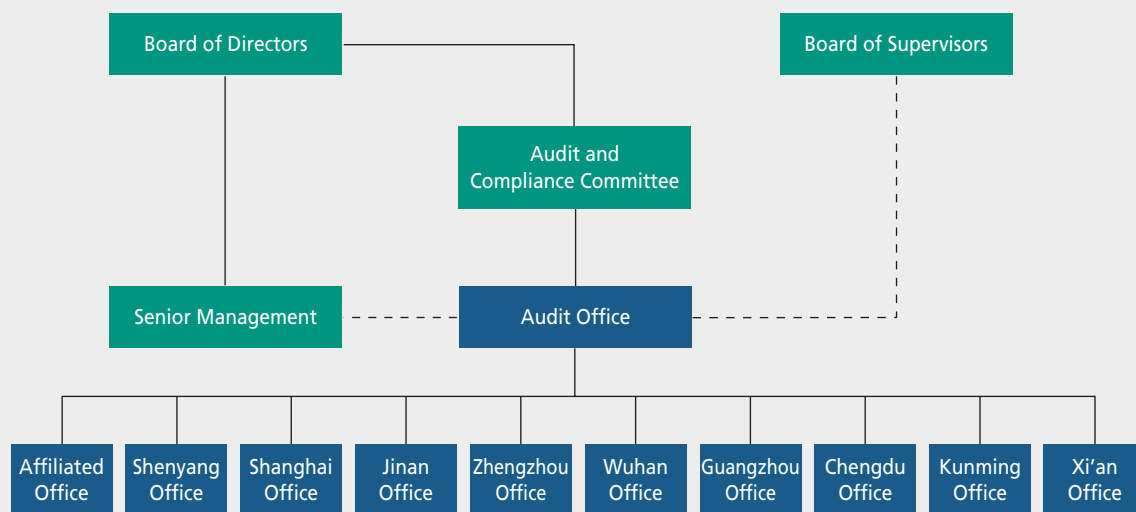 Board of Directors
Board of Supervisors
Audit and
Compliance Committee
Senior Management
Audit Office
Affiliated
Office
Shenyang
Office
Shanghai
Office
Jinan
Office
Zhengzhou
Office
Wuhan
Office
Guangzhou
Office
Chengdu
Office
Kunming
Office
Xi’an
Office